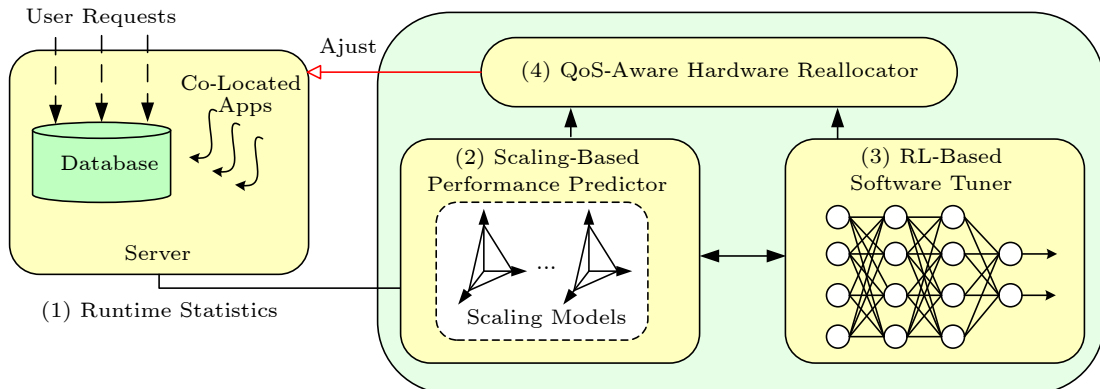 User Requests
Ajust
(4) QoS-Aware Hardware Reallocator
Co-Located
Apps
Database
Server
(1) Runtime Statistics
(2) Scaling-Based
Performance Predictor
...
Scaling Models
(3) RL-Based
Software Tuner